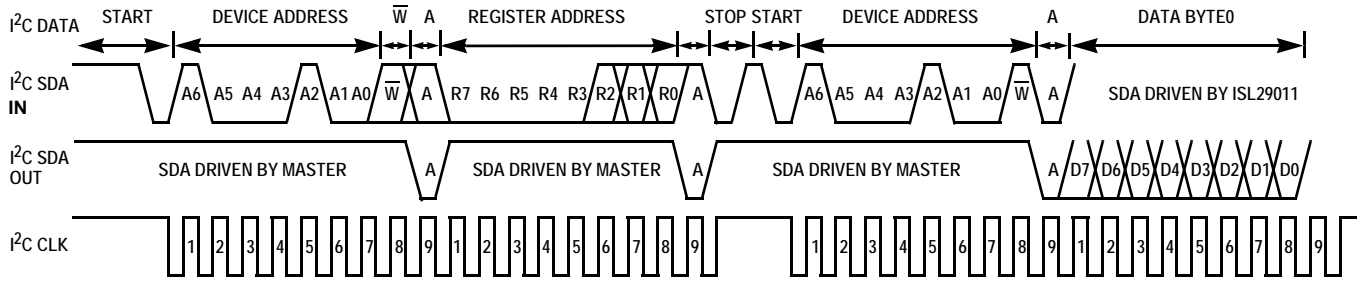 I²C DATA START DEVICE ADDRESS W̅ A REGISTER ADDRESS STOP START DEVICE ADDRESS A DATA BYTE0
I²C SDA IN A6 A5 A4 A3 A2 A1 A0 W̅ A R7 R6 R5 R4 R3 R2 R1 R0 A A6 A5 A4 A3 A2 A1 A0 W̅ A SDA DRIVEN BY ISL29011
I²C SDA OUT SDA DRIVEN BY MASTER A SDA DRIVEN BY MASTER A SDA DRIVEN BY MASTER A D7 D6 D5 D4 D3 D2 D1 D0
I²C CLK 1 2 3 4 5 6 7 8 9 1 2 3 4 5 6 7 8 9 1 2 3 4 5 6 7 8 9 1 2 3 4 5 6 7 8 9